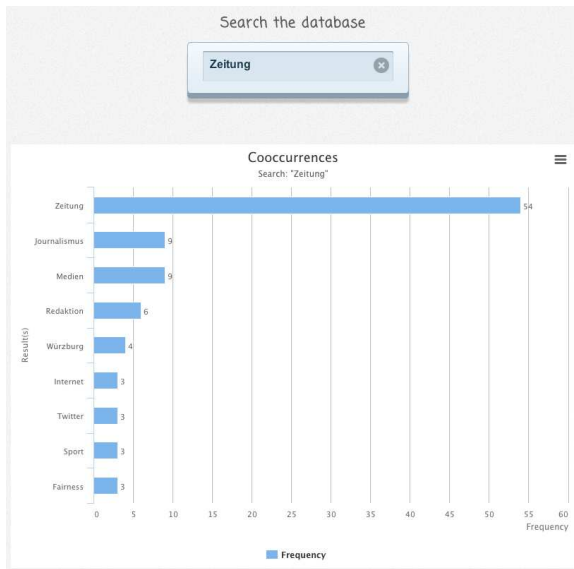 Search the database
Zeitung
Cooccurrences
Search: "Zeitung"
Result(s)
Zeitung 54
Journalismus 9
Medien 9
Redaktion 6
Würzburg 4
Internet 3
Twitter 3
Sport 3
Fairness 3
0 5 10 15 20 25 30 35 40 45 50 55 60
Frequency
Frequency